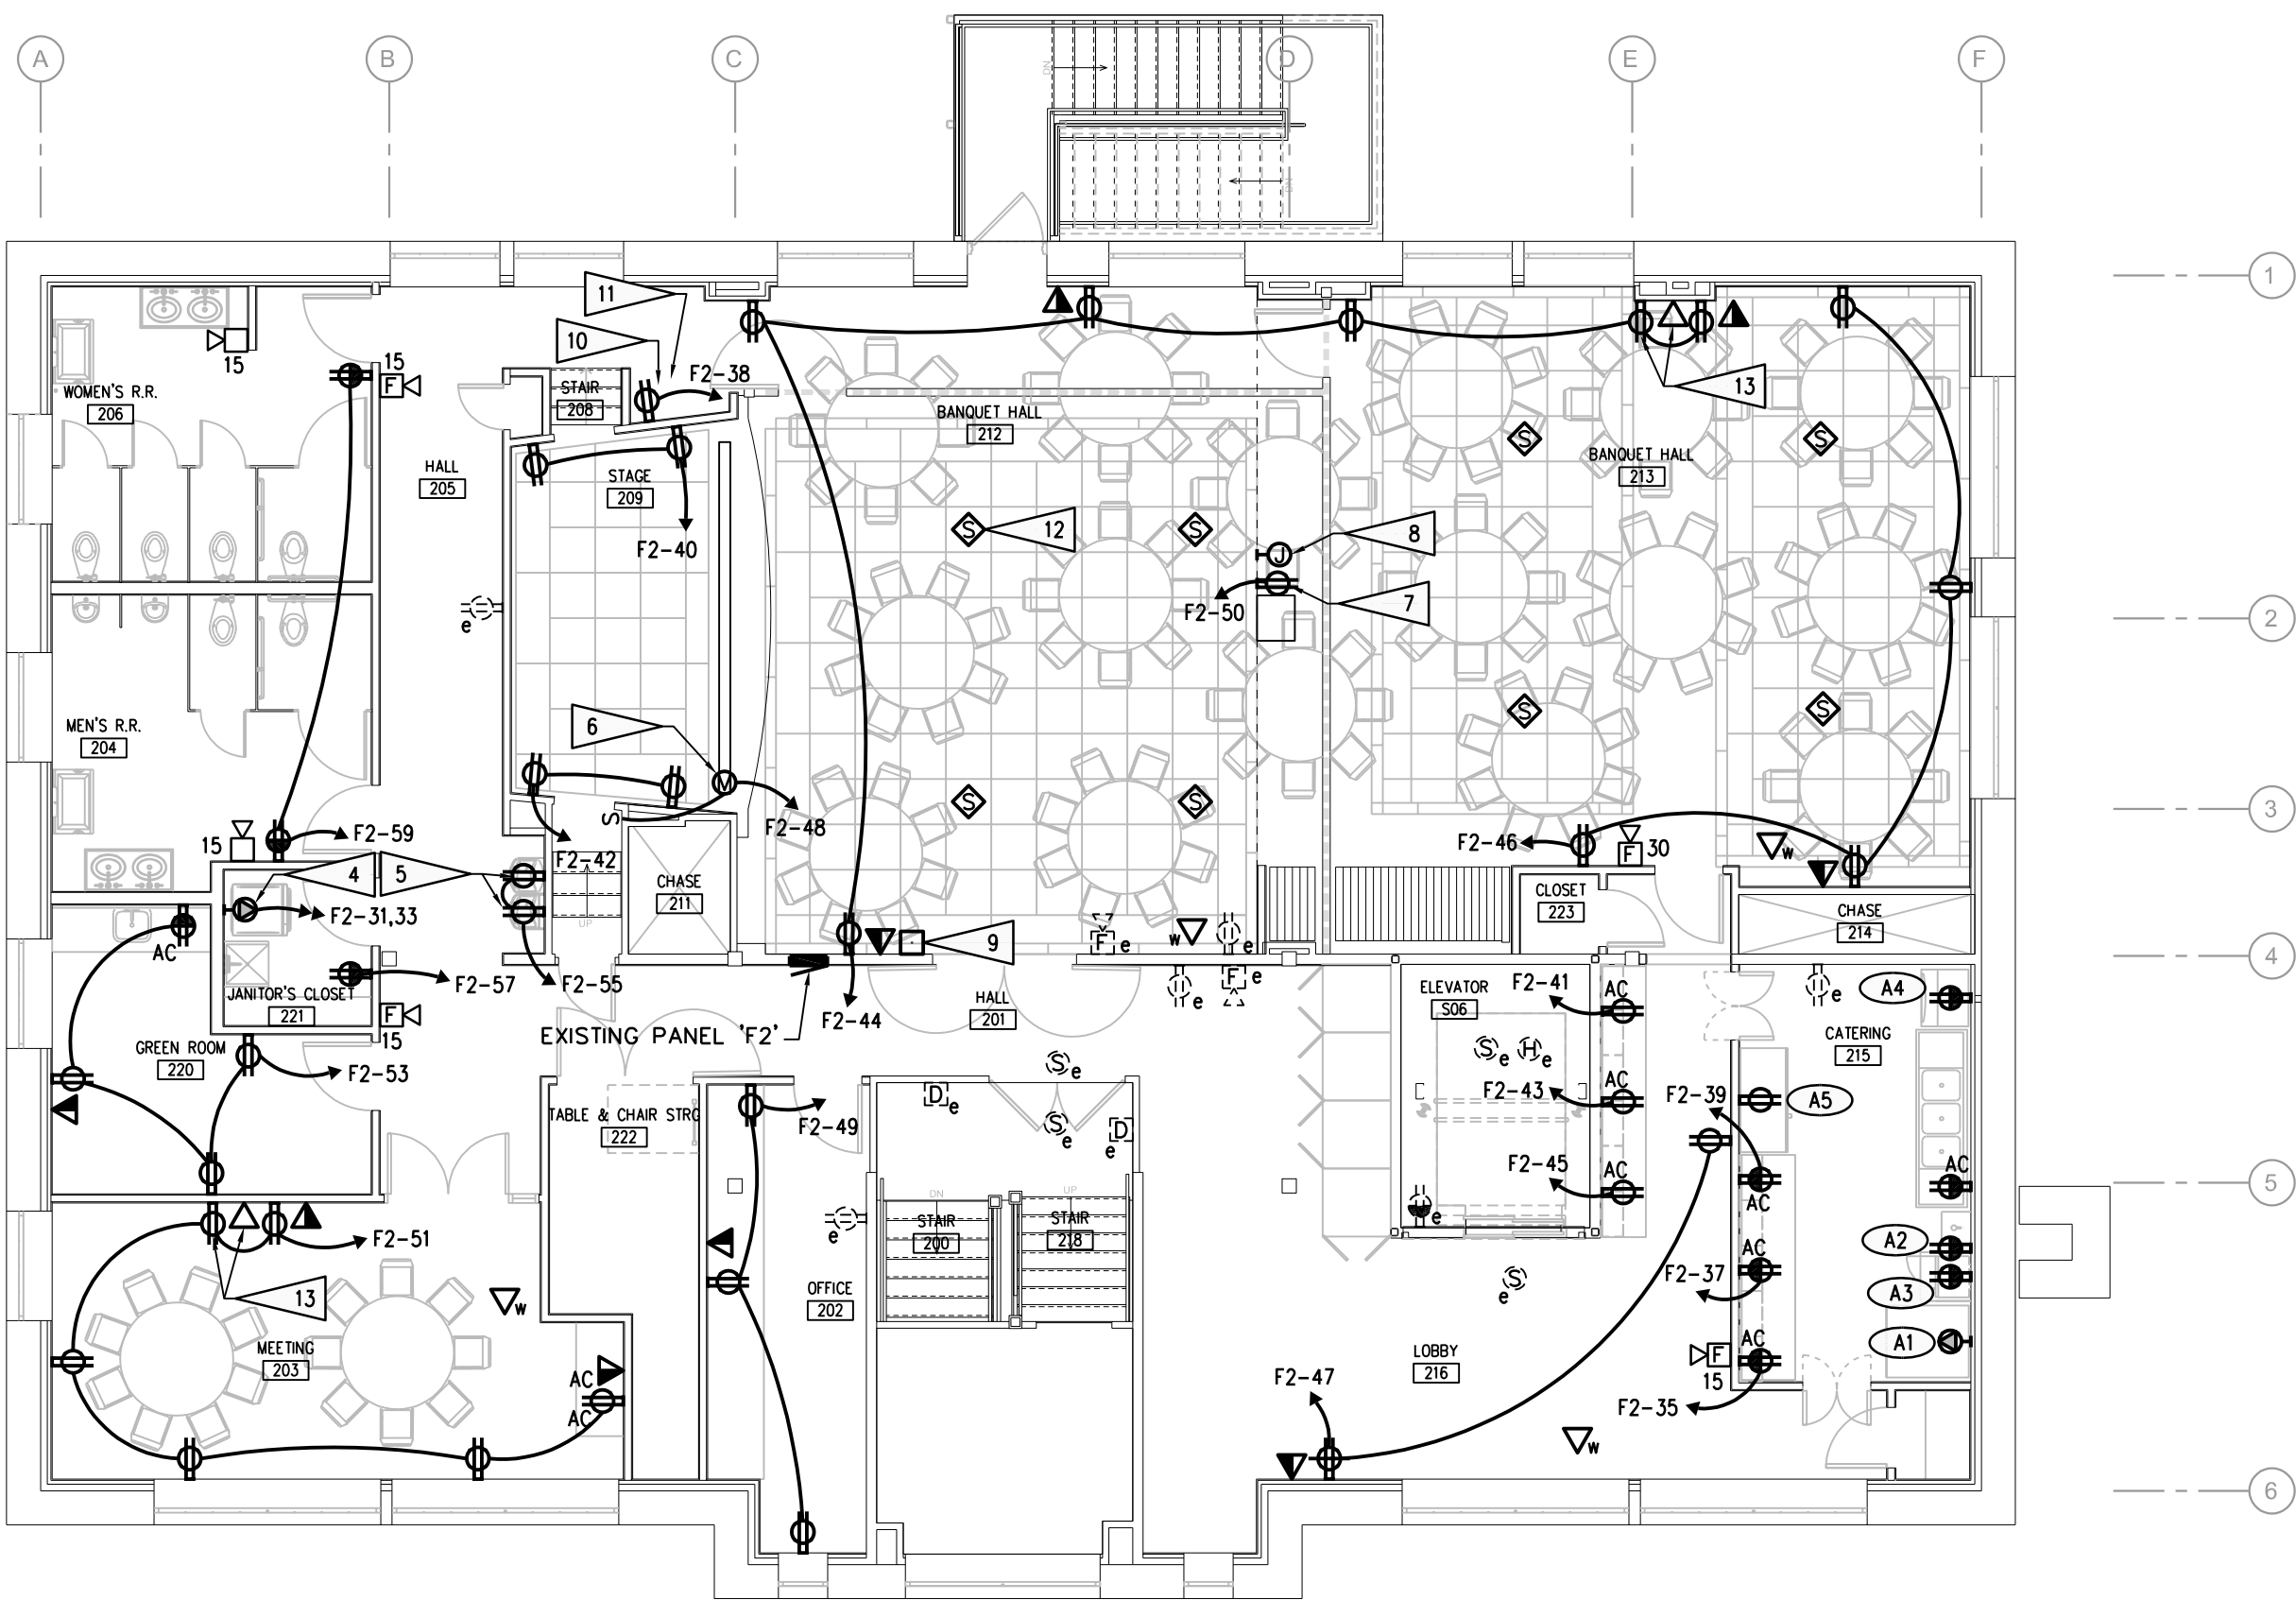 A B C D E F
DN
DN
1
11
10
F2-38
15
15
F
STAIR
208
13
WOMEN'S R.R.
206
BANQUET HALL
212
S
S
HALL
205
STAGE
209
BANQUET HALL
213
S
12
S
8
J
F2-40
7
F2-50
e
2
6
MEN'S R.R.
204
S
S
M
S
F2-48
S
S
3
15
F2-59
F2-46
F
30
W
4
5
F2-42
CHASE
211
CLOSET
223
F2-31,33
UP
CHASE
214
9
F
e
W
e
AC
4
F2-57
F2-55
JANITOR'S CLOSET
221
F
e
e
e
ELEVATOR
S06
F2-41
AC
A4
F
15
F2-44
HALL
201
EXISTING PANEL 'F2'
CATERING
215
GREEN ROOM
220
F2-53
S
e
S
e
H
e
AC
F2-43
F2-39
A5
D
e
TABLE & CHAIR STRG
222
F2-49
S
e
D
e
F2-45
AC
AC
AC
5
DN
UP
STAIR
200
STAIR
218
e
e
F2-51
AC
A2
F2-37
S
e
A3
13
W
OFFICE
202
MEETING
203
AC
AC
LOBBY
216
F
15
AC
A1
F2-47
F2-35
W
6